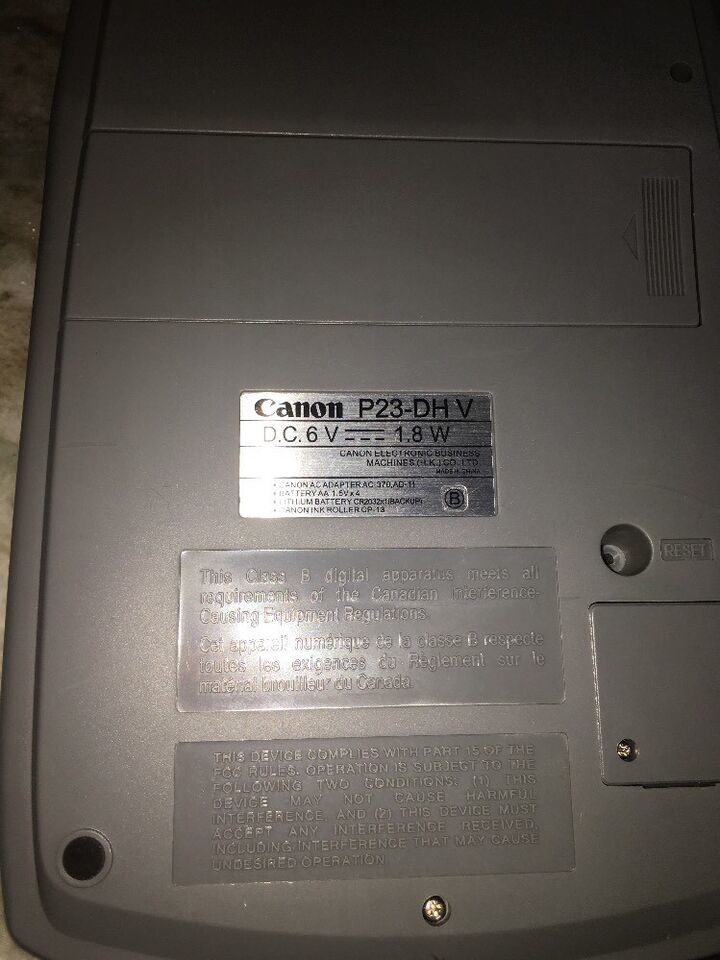 Canon P23-DH V
D.C. 6 V 1.8 W
CANON ELECTRONIC BUSINESS
MACHINES (H.K.) CO., LTD.
MADE IN CHINA
• CANON AC ADAPTER AC-370, AD-11
• BATTERY AA 1.5V x 4
• LITHIUM BATTERY CR2032x1(BACKUP)
• CANON INK ROLLER CP-13
B
RESET
This Class B digital apparatus meets all
requirements of the Canadian Interference-
Causing Equipment Regulations.
Cet appareil numérique de la classe B respecte
toutes les exigences du Règlement sur le
matérial brouilleur du Canada.
THIS DEVICE COMPLIES WITH PART 15 OF THE
FCC RULES. OPERATION IS SUBJECT TO THE
FOLLOWING TWO CONDITIONS. (1) THIS
DEVICE MAY NOT CAUSE HARMFUL
INTERFERENCE, AND (2) THIS DEVICE MUST
ACCEPT ANY INTERFERENCE RECEIVED,
INCLUDING INTERFERENCE THAT MAY CAUSE
UNDESIRED OPERATION.